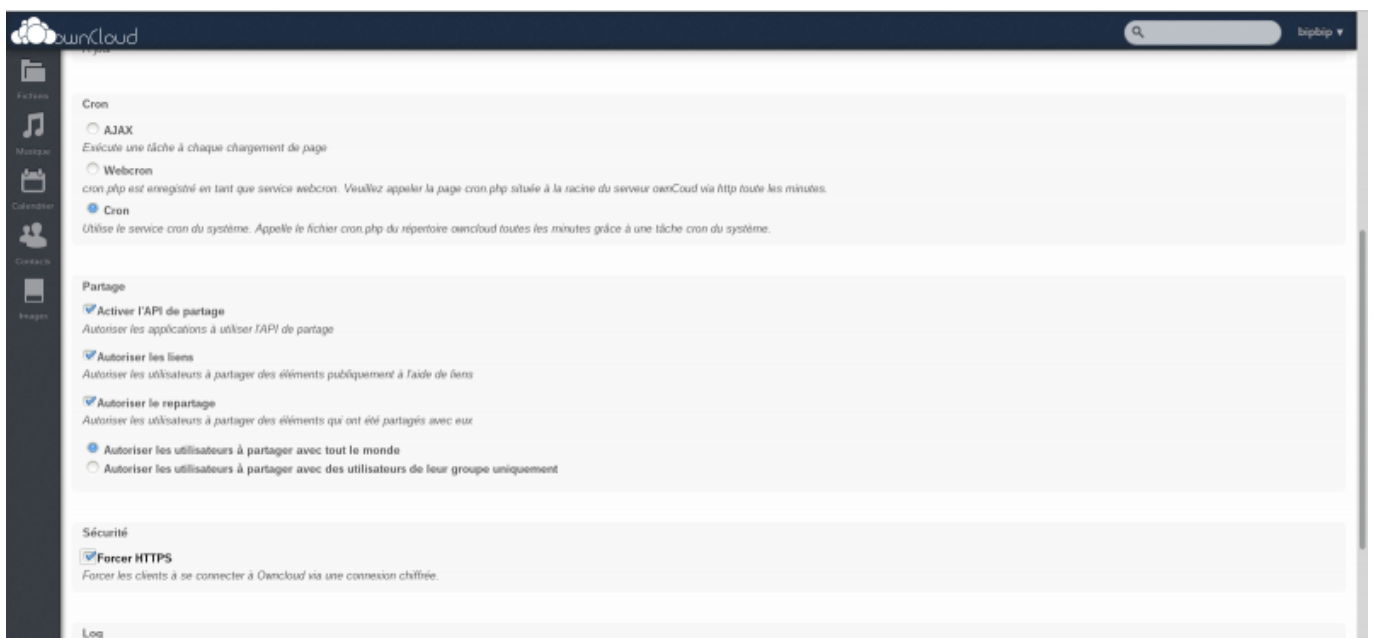 ownCloud
bipbip ▾
Fichiers
Musique
Calendrier
Contacts
Images
Cron
AJAX
Exécute une tâche à chaque chargement de page
Webcron
cron.php est enregistré en tant que service webcron. Veuillez appeler la page cron.php située à la racine du serveur ownCoud via http toute les minutes.
Cron
Utilise le service cron du système. Appelle le fichier cron.php du répertoire owncloud toutes les minutes grâce à une tâche cron du système.
Partage
Activer l'API de partage
Autoriser les applications à utiliser l'API de partage
Autoriser les liens
Autoriser les utilisateurs à partager des éléments publiquement à l'aide de liens
Autoriser le repartage
Autoriser les utilisateurs à partager des éléments qui ont été partagés avec eux
Autoriser les utilisateurs à partager avec tout le monde
Autoriser les utilisateurs à partager avec des utilisateurs de leur groupe uniquement
Sécurité
Forcer HTTPS
Forcer les clients à se connecter à Owncloud via une connexion chiffrée.
Log